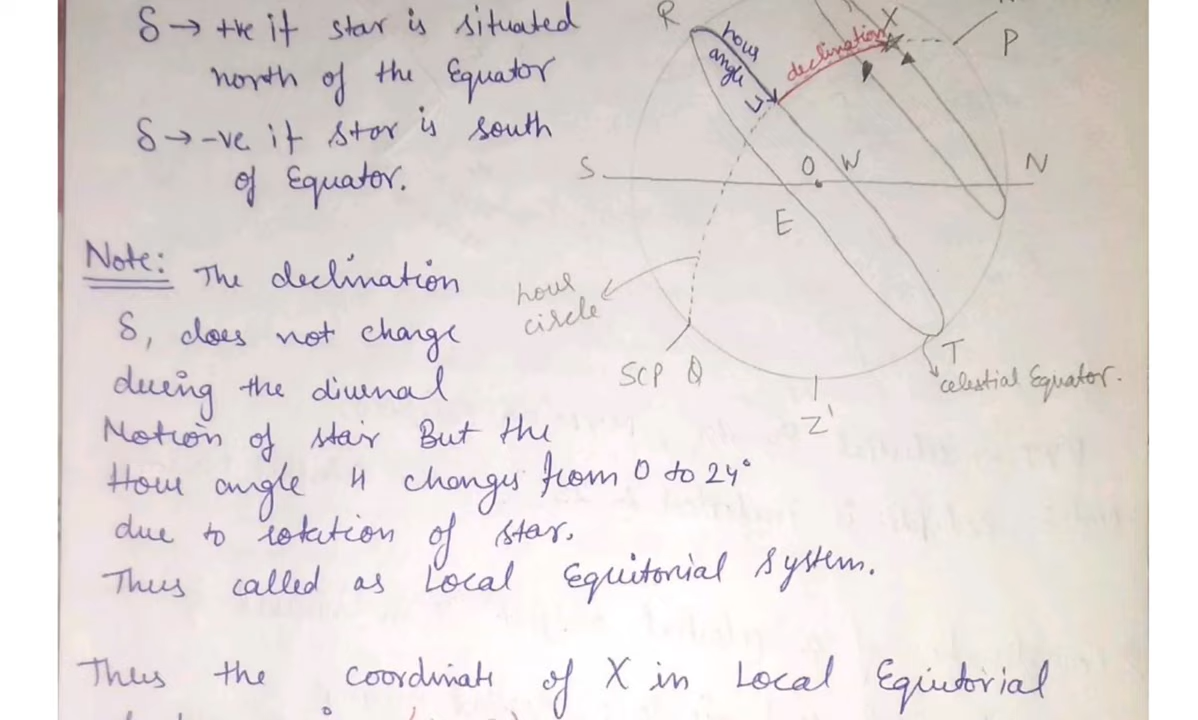 δ → +ve if star is situated
north of the Equator
δ → -ve if star is south
of Equator.
Note: The declination
δ, does not change
during the diurnal
Motion of star But the
Hour angle H changes from 0 to 24°
due to rotation of star.
Thus called as Local Equitorial System.
Thus the coordinate of X in Local Equitorial
R
hour
angle
declination
X
P
J
S
O
W
N
E
hour
circle
SCP Q
T
celestial Equator.
Z'